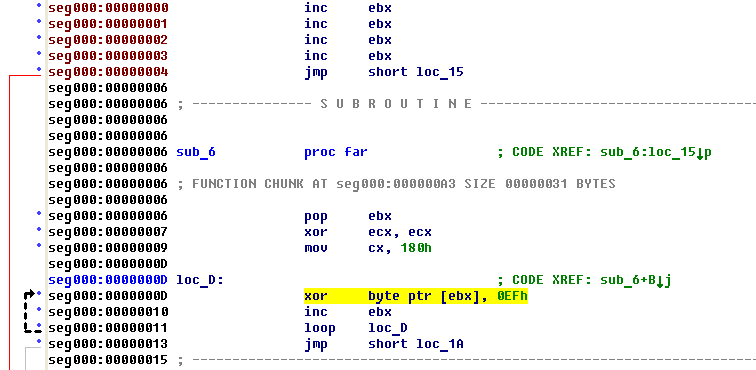 seg000:00000000 inc ebx
seg000:00000001 inc ebx
seg000:00000002 inc ebx
seg000:00000003 inc ebx
seg000:00000004 jmp short loc_15
seg000:00000006
seg000:00000006 ; --------------- S U B R O U T I N E ---------------------------------------
seg000:00000006
seg000:00000006
seg000:00000006 sub_6 proc far ; CODE XREF: sub_6:loc_15↓p
seg000:00000006
seg000:00000006 ; FUNCTION CHUNK AT seg000:000000A3 SIZE 00000031 BYTES
seg000:00000006
seg000:00000006 pop ebx
seg000:00000007 xor ecx, ecx
seg000:00000009 mov cx, 180h
seg000:0000000D
seg000:0000000D loc_D: ; CODE XREF: sub_6+B↓j
seg000:0000000D xor byte ptr [ebx], 0EFh
seg000:00000010 inc ebx
seg000:00000011 loop loc_D
seg000:00000013 jmp short loc_1A
seg000:00000015 ; ---------------------------------------------------------------------------